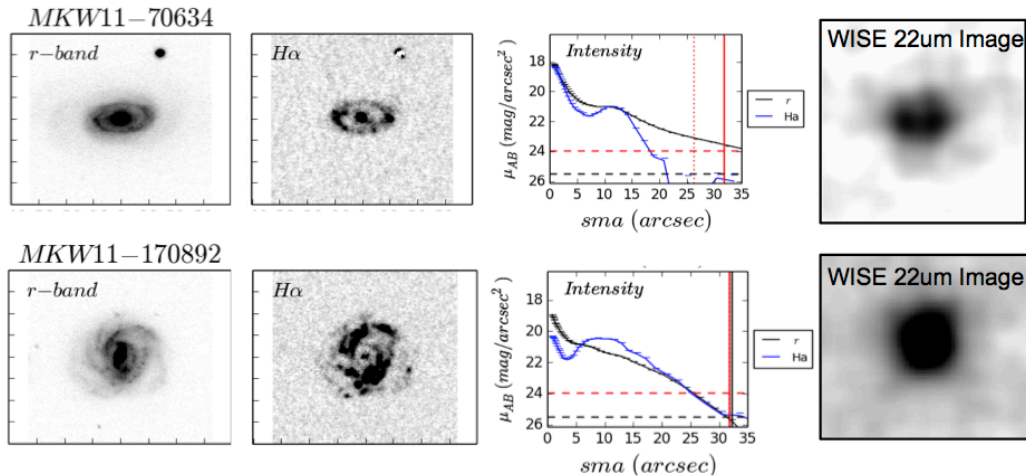 MKW11−70634
r−band
Hα
Intensity
μAB (mag/arcsec²)
18
20
22
24
26
0 5 10 15 20 25 30 35
sma (arcsec)
r
Ha
WISE 22um Image
MKW11−170892
r−band
Hα
Intensity
μAB (mag/arcsec²)
18
20
22
24
26
0 5 10 15 20 25 30 35
sma (arcsec)
r
Ha
WISE 22um Image